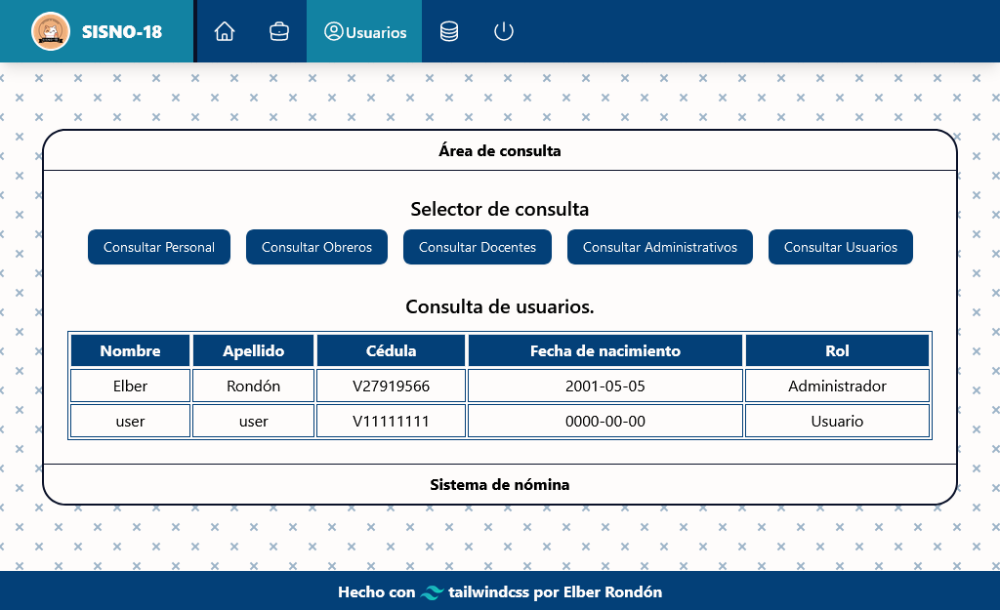 SISNO-18 Usuarios
Área de consulta
Selector de consulta
Consultar Personal Consultar Obreros Consultar Docentes Consultar Administrativos Consultar Usuarios
Consulta de usuarios.
Nombre Apellido Cédula Fecha de nacimiento Rol
Elber Rondón V27919566 2001-05-05 Administrador
user user V11111111 0000-00-00 Usuario
Sistema de nómina
Hecho con tailwindcss por Elber Rondón